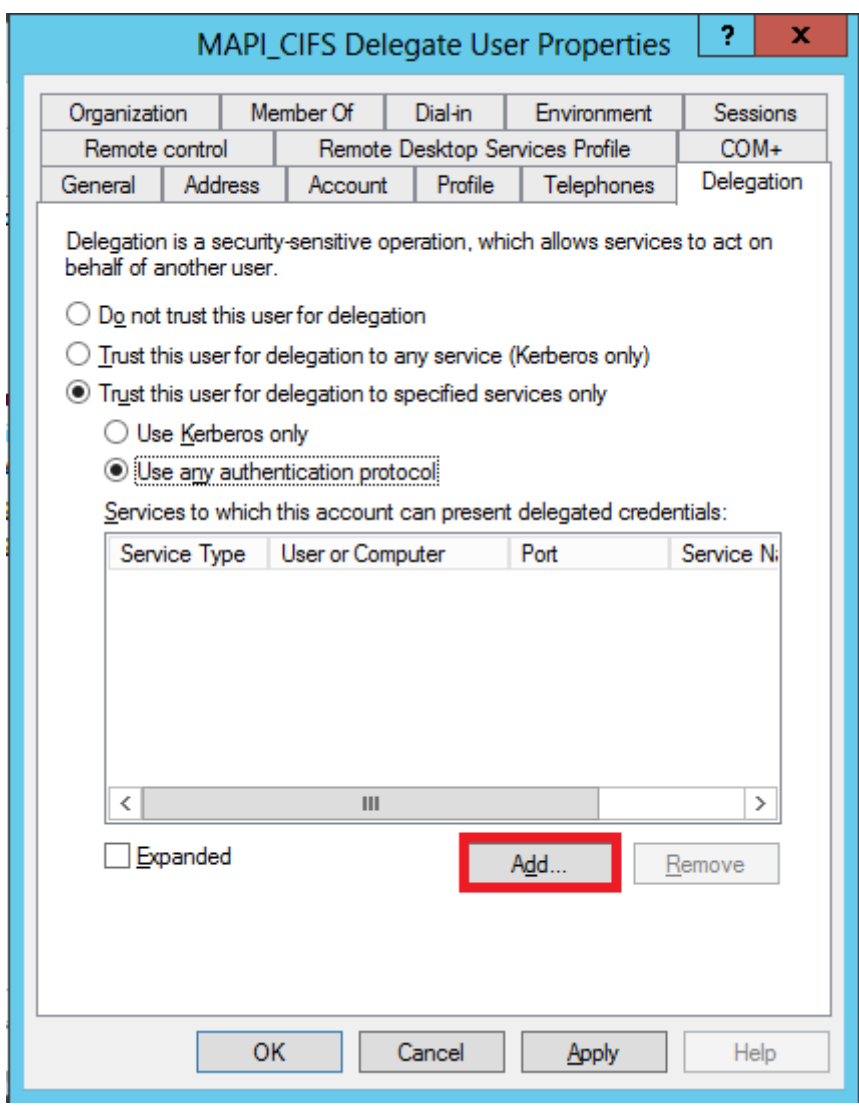 MAPI_CIFS Delegate User Properties ? x
Organization Member Of Dial-in Environment Sessions
Remote control Remote Desktop Services Profile COM+
General Address Account Profile Telephones Delegation
Delegation is a security-sensitive operation, which allows services to act on
behalf of another user.
Do not trust this user for delegation
Trust this user for delegation to any service (Kerberos only)
Trust this user for delegation to specified services only
Use Kerberos only
Use any authentication protocol
Services to which this account can present delegated credentials:
Service Type User or Computer Port Service Na
Expanded Add... Remove
OK Cancel Apply Help